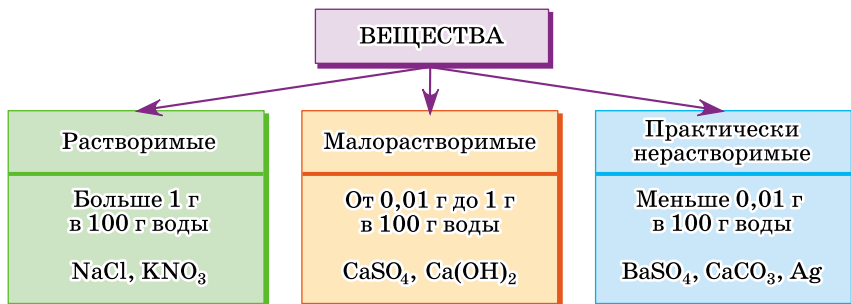 ВЕЩЕСТВА
Растворимые
Больше 1 г
в 100 г воды
NaCl, KNO₃
Малорастворимые
От 0,01 г до 1 г
в 100 г воды
CaSO₄, Ca(OH)₂
Практически
нерастворимые
Меньше 0,01 г
в 100 г воды
BaSO₄, CaCO₃, Ag